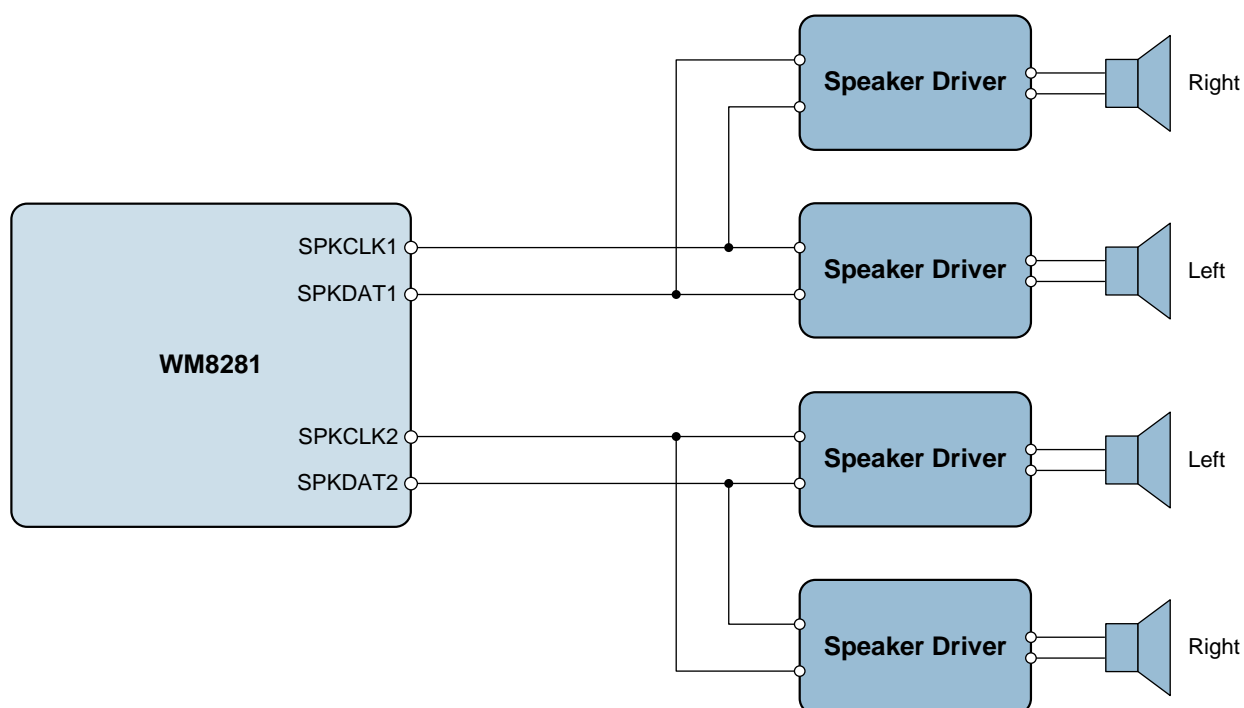 Speaker Driver
Right
SPKCLK1
SPKDAT1
Speaker Driver
Left
WM8281
SPKCLK2
SPKDAT2
Speaker Driver
Left
Speaker Driver
Right